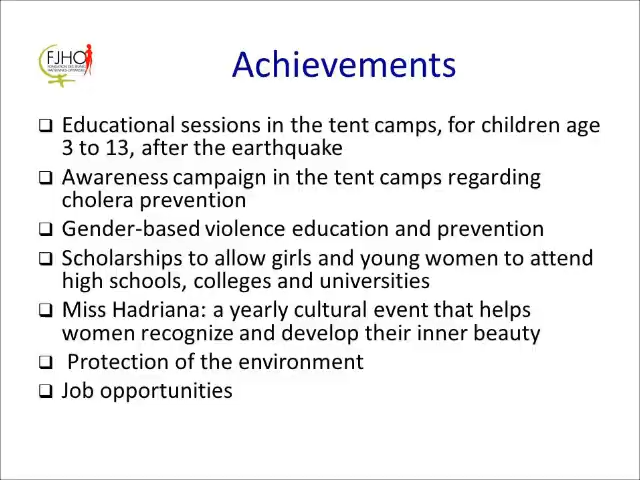 FJHO
Achievements
Educational sessions in the tent camps, for children age
3 to 13, after the earthquake
Awareness campaign in the tent camps regarding
cholera prevention
Gender-based violence education and prevention
Scholarships to allow girls and young women to attend
high schools, colleges and universities
Miss Hadriana: a yearly cultural event that helps
women recognize and develop their inner beauty
Protection of the environment
Job opportunities